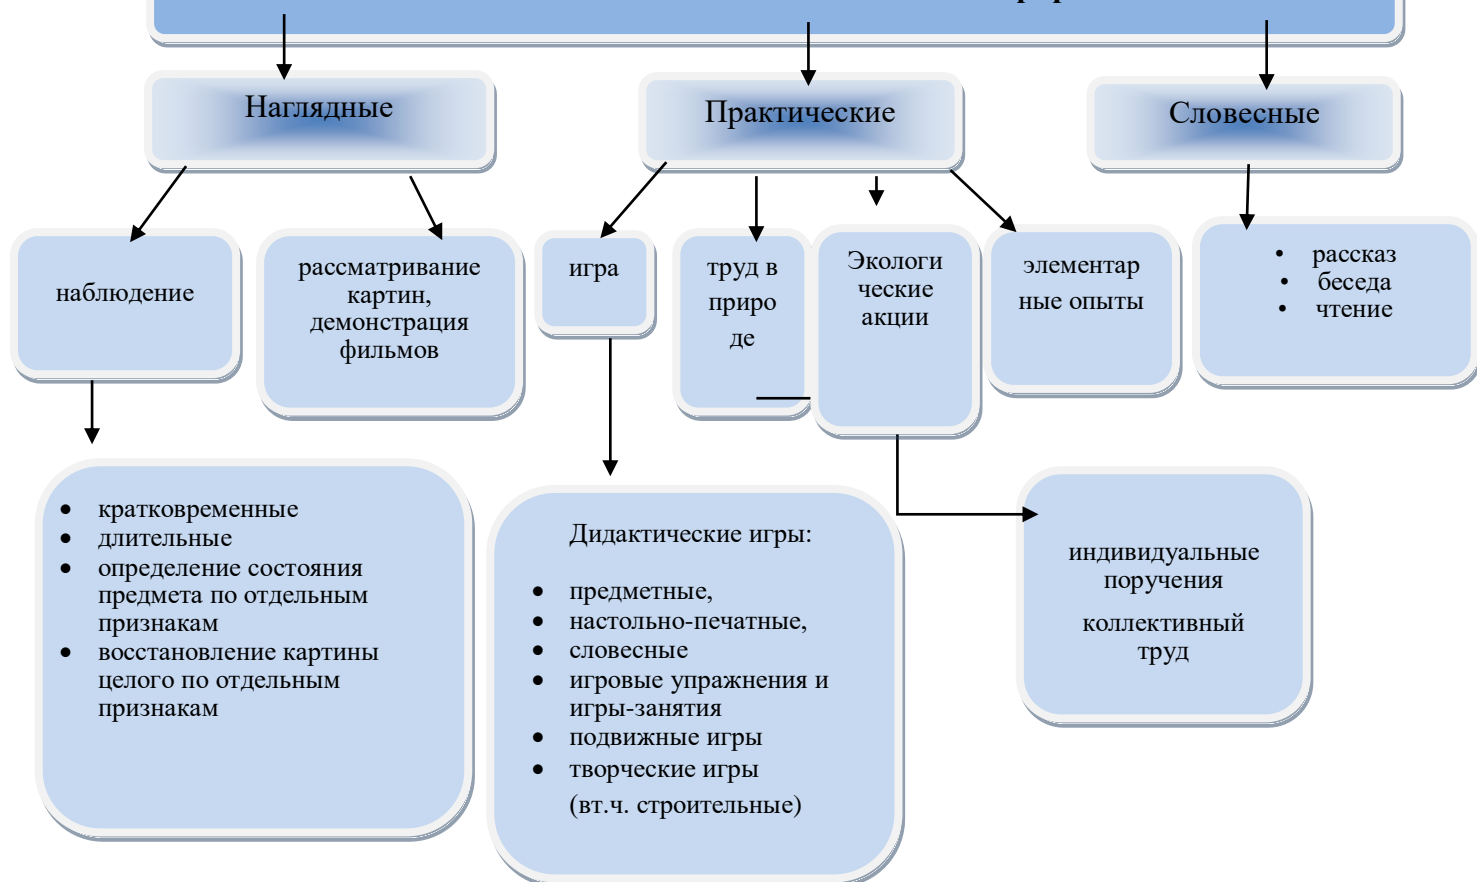 Наглядные
Практические
Словесные
наблюдение
рассматривание
картин,
демонстрация
фильмов
игра
труд в
приро
де
Экологи
ческие
акции
элементар
ные опыты
• рассказ
• беседа
• чтение
• кратковременные
• длительные
• определение состояния
предмета по отдельным
признакам
• восстановление картины
целого по отдельным
признакам
Дидактические игры:
• предметные,
• настольно-печатные,
• словесные
• игровые упражнения и
игры-занятия
• подвижные игры
• творческие игры
(вт.ч. строительные)
индивидуальные
поручения
коллективный
труд